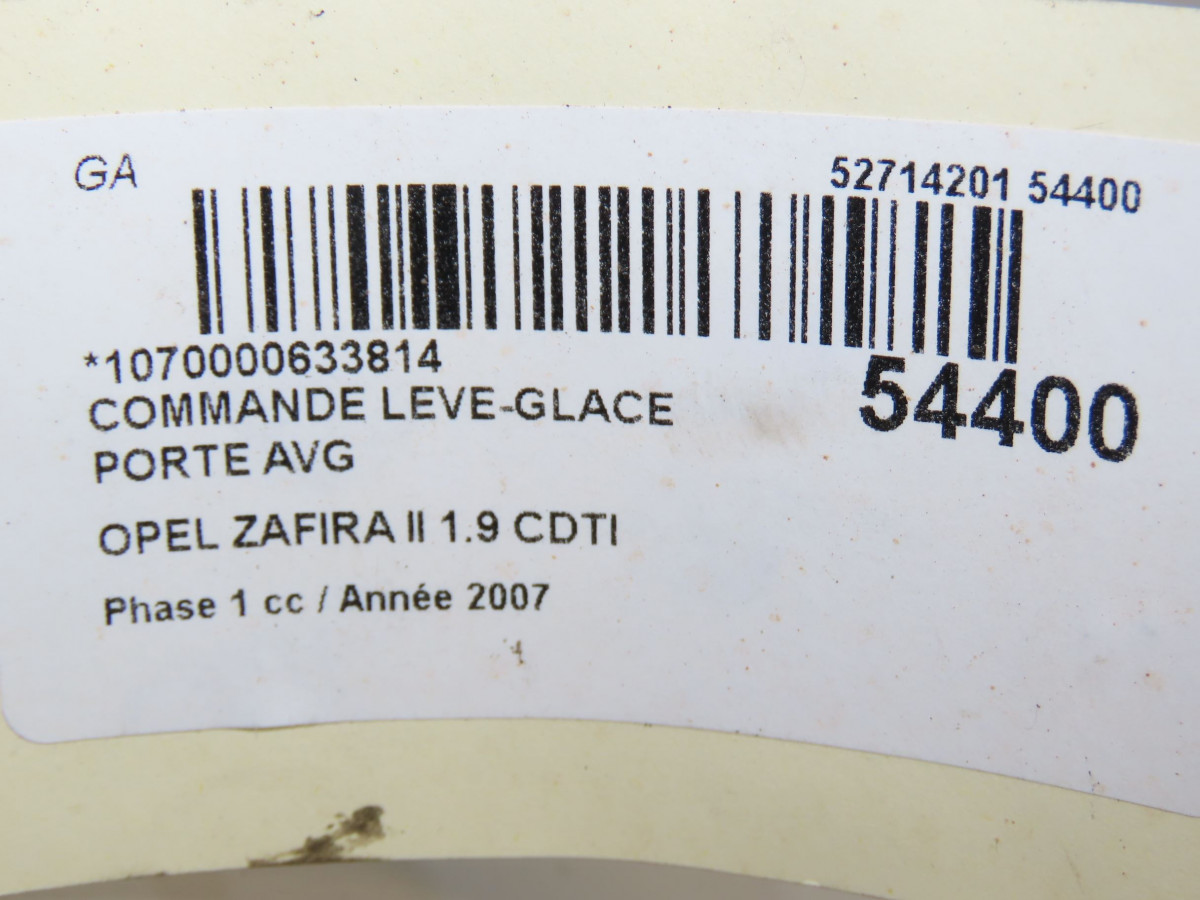 GA
52714201 54400
*1070000633814
54400
COMMANDE LEVE-GLACE
PORTE AVG
OPEL ZAFIRA II 1.9 CDTI
Phase 1 cc / Année 2007